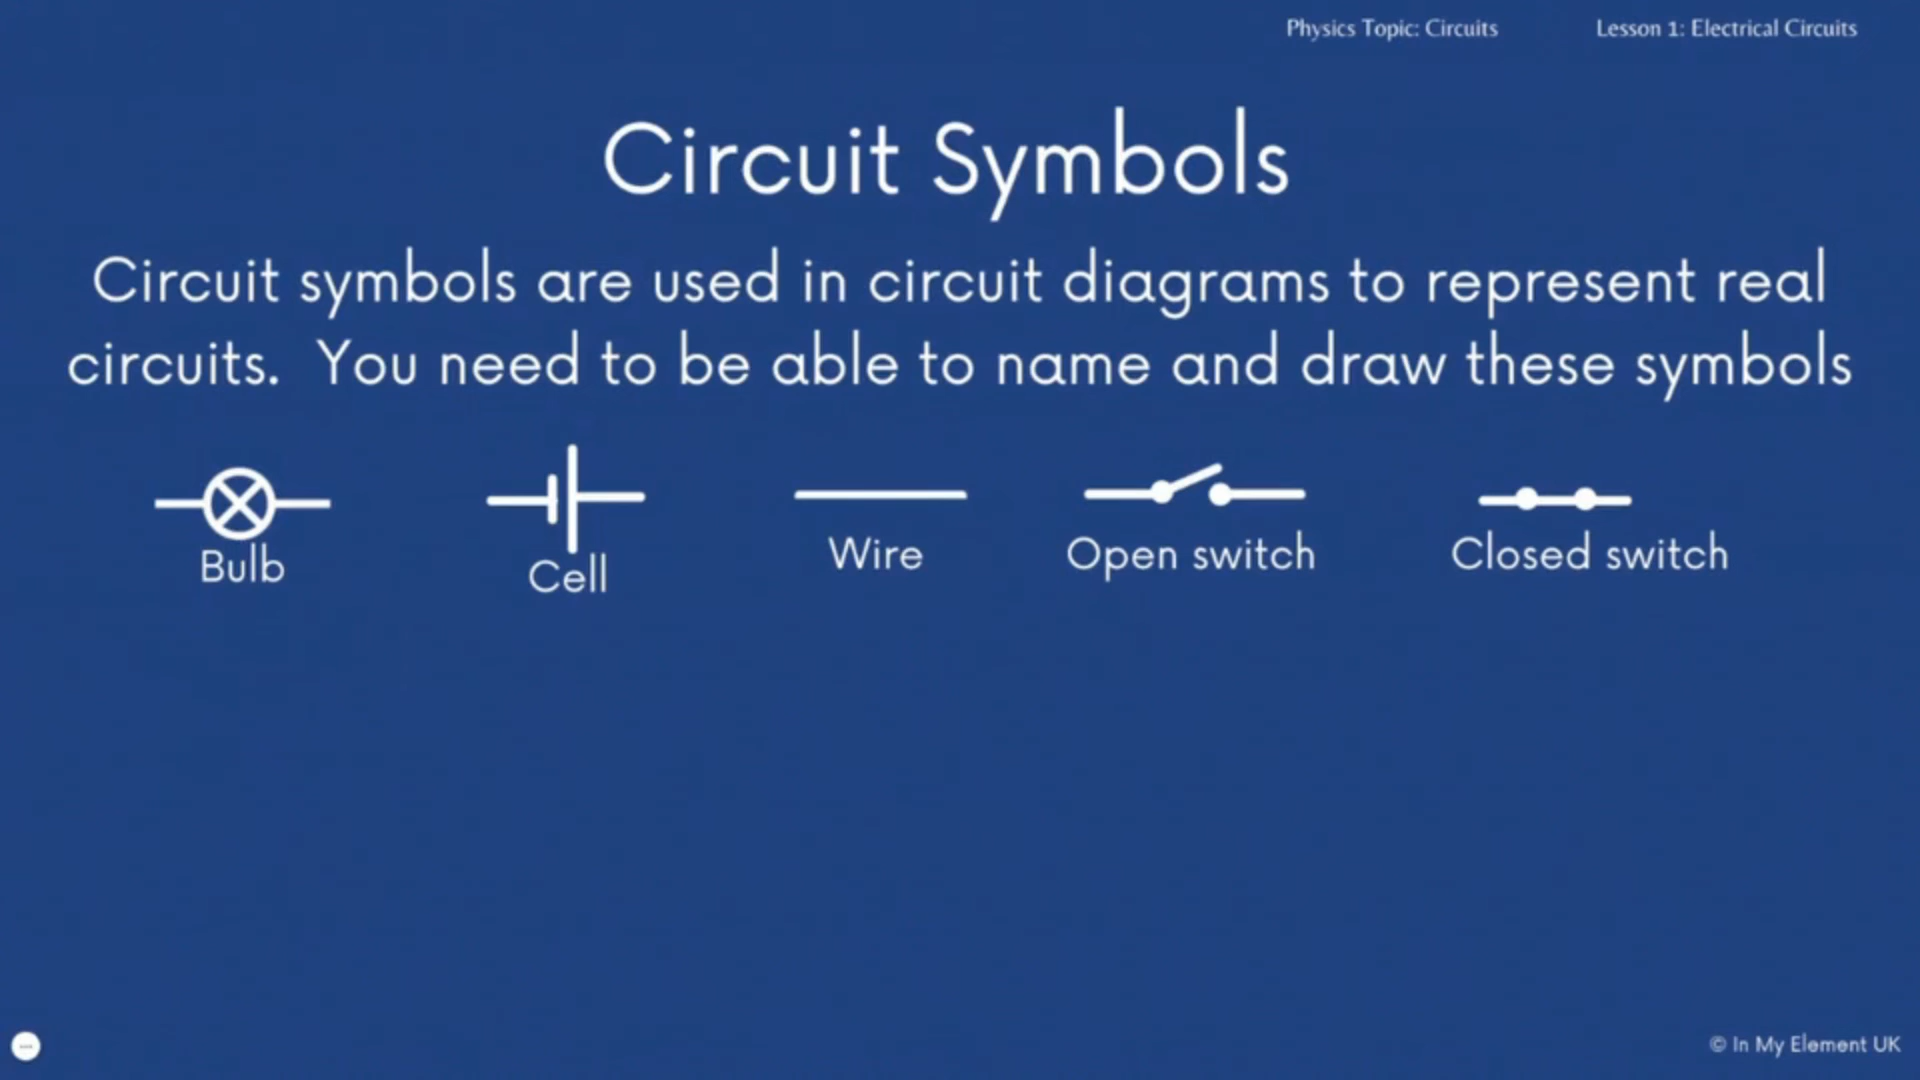 Physics Topic: Circuits
Lesson 1: Electrical Circuits
Circuit Symbols
Circuit symbols are used in circuit diagrams to represent real
circuits. You need to be able to name and draw these symbols
Bulb
Cell
Wire
Open switch
Closed switch
© In My Element UK